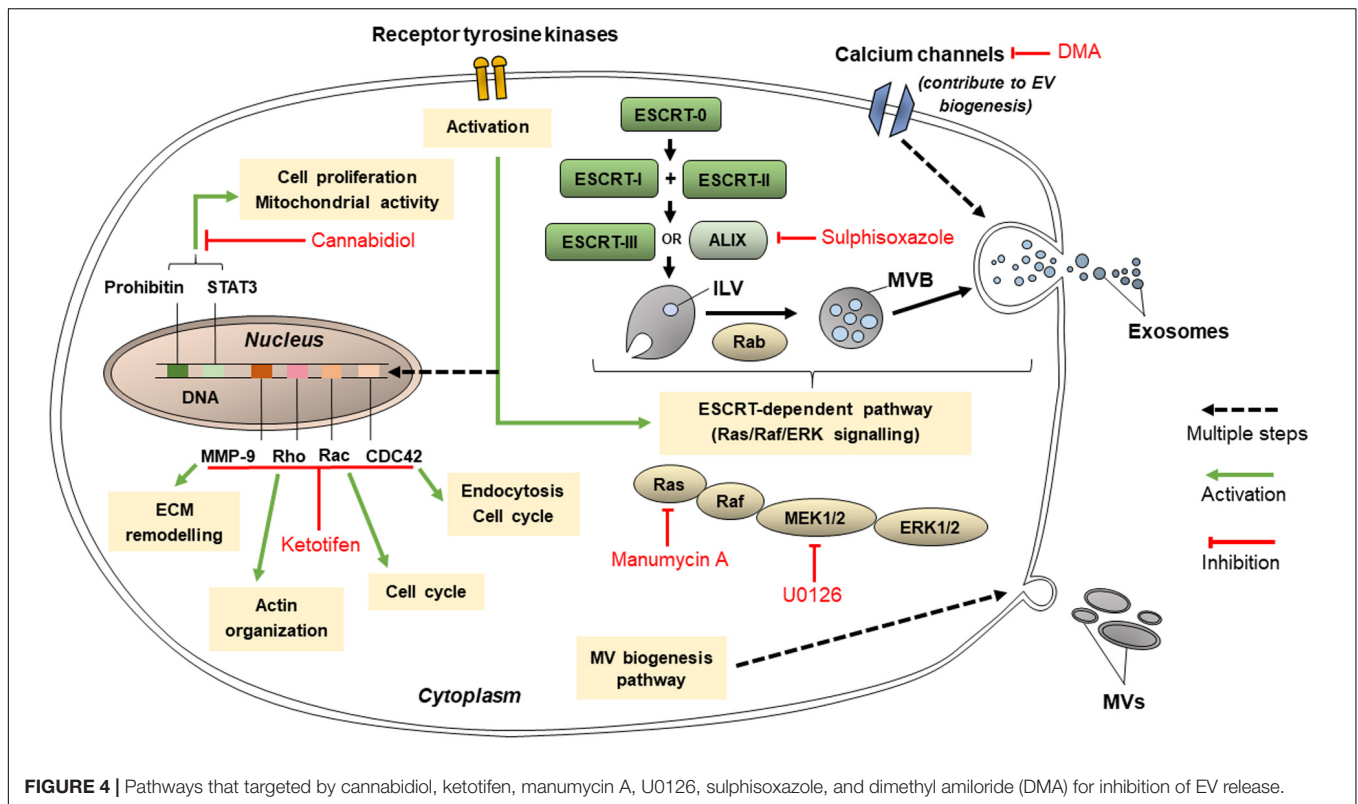 Receptor tyrosine kinases
Calcium channels
DMA
(contribute to EV
biogenesis)
Activation
ESCRT-0
ESCRT-I
+
ESCRT-II
ESCRT-III
OR
ALIX
Sulphisoxazole
Cell proliferation
Mitochondrial activity
Cannabidiol
Prohibitin
STAT3
Nucleus
DNA
ILV
MVB
Rab
Exosomes
ESCRT-dependent pathway
(Ras/Raf/ERK signalling)
Multiple steps
Activation
Inhibition
MMP-9
Rho
Rac
CDC42
ECM
remodelling
Ketotifen
Endocytosis
Cell cycle
Actin
organization
Cell cycle
Ras
Raf
MEK1/2
ERK1/2
Manumycin A
U0126
MV biogenesis
pathway
Cytoplasm
MVs
FIGURE 4 | Pathways that targeted by cannabidiol, ketotifen, manumycin A, U0126, sulphisoxazole, and dimethyl amiloride (DMA) for inhibition of EV release.